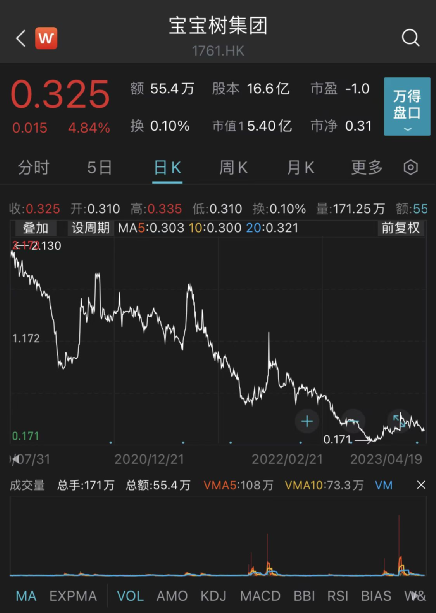 宝宝树集团
W
1761.HK
0.325
0.015 4.84%
额 55.4万 股本 16.6亿 市盈 -1.0
换 0.10% 市值1 5.40亿 市净 0.31
万得
盘口
分时 5日 日K 周K 月K 更多
收:0.325 开:0.310 高:0.335 低:0.310 换:0.10% 量:171.25万 额:55
叠加 设周期 MA5:0.303 10:0.300 20:0.321 前复权
2.130
1.172
0.171
0.171
/07/31 2020/12/21 2022/02/21 2023/04/19
成交量 总手:171万 总额:55.4万 VMA5:108万 VMA10:73.3万 VM
MA EXPMA VOL AMO KDJ MACD BBI RSI BIAS W&